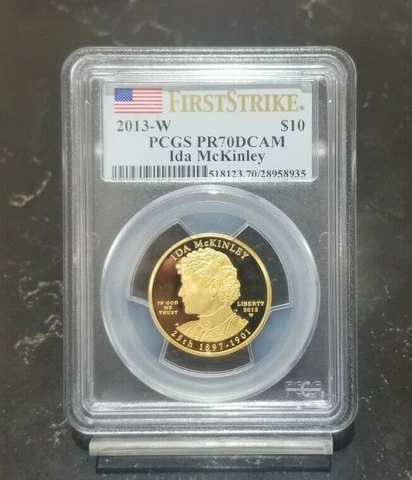 FIRSTSTRIKE®
2013-W $10
PCGS PR70DCAM
Ida McKinley
518123.70/28958935
IDA McKINLEY
IN GOD
WE
TRUST
LIBERTY
2013
W
25th 1897-1901
PCGS